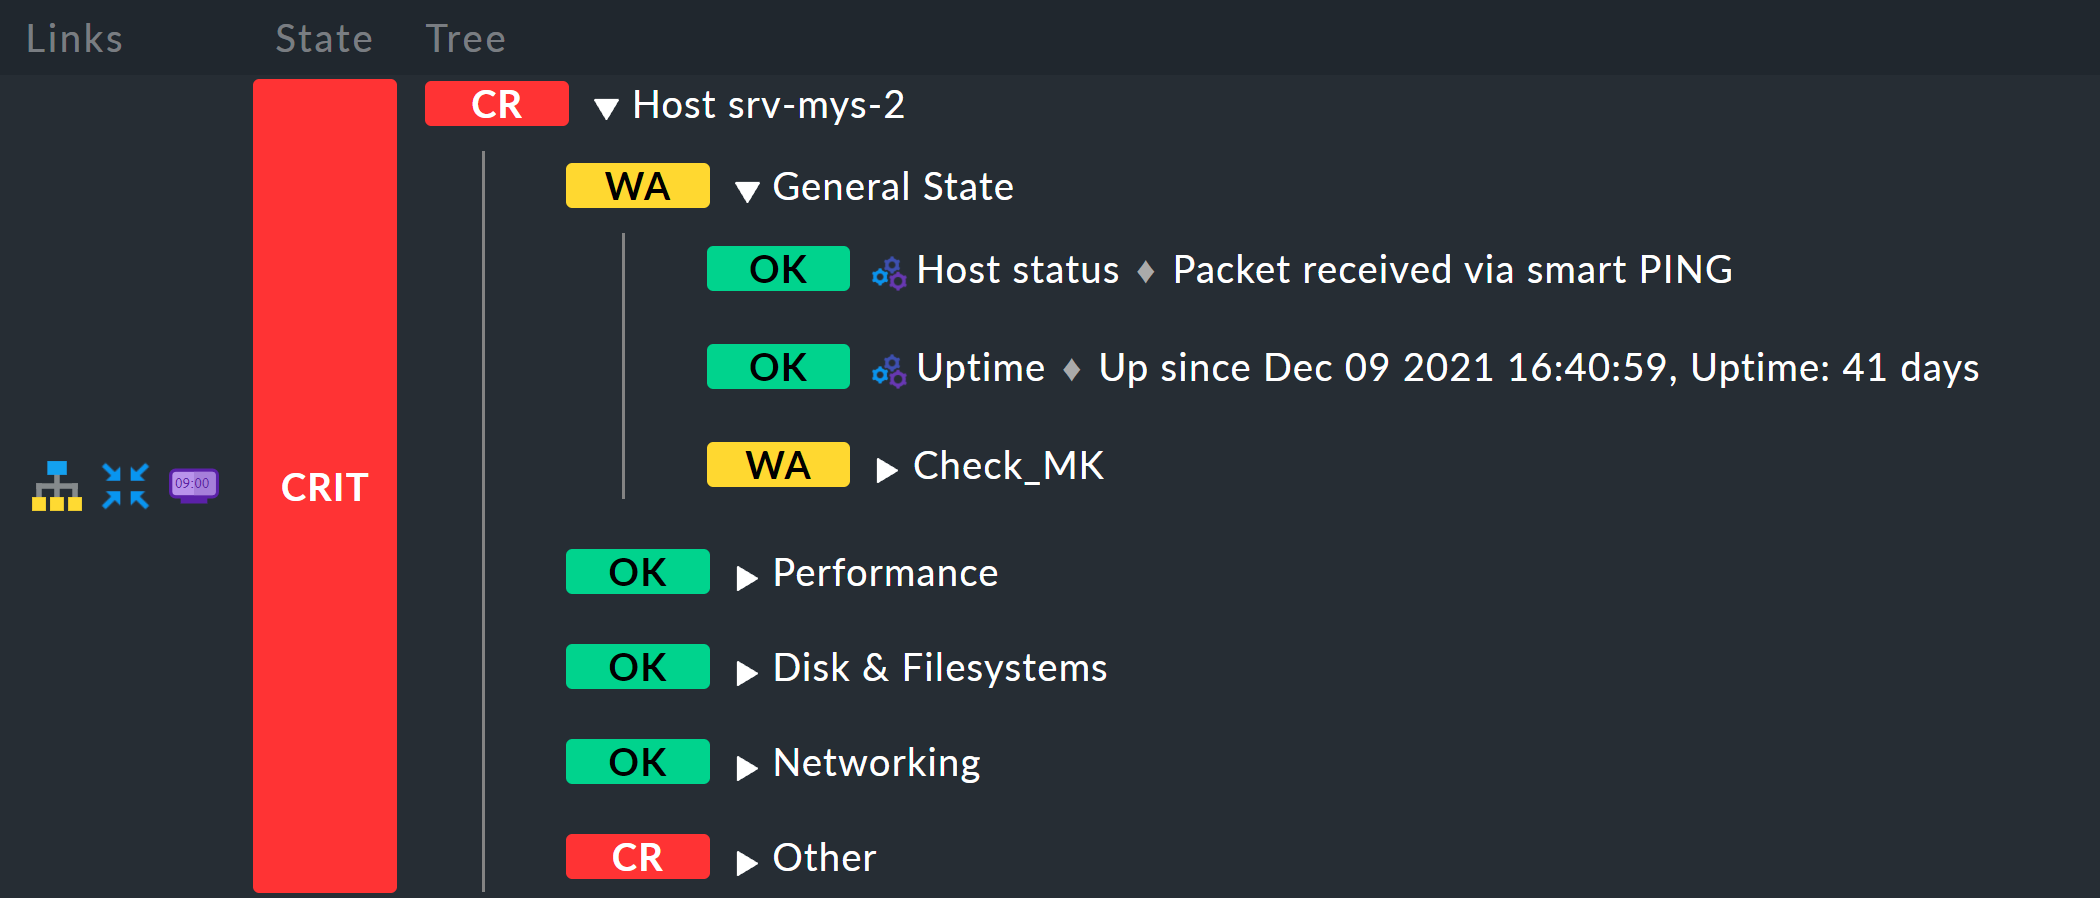 Links State Tree
CR Host srv-mys-2
WA General State
OK Host status ♦ Packet received via smart PING
OK Uptime ♦ Up since Dec 09 2021 16:40:59, Uptime: 41 days
WA Check_MK
09:00 CRIT
OK Performance
OK Disk & Filesystems
OK Networking
CR Other